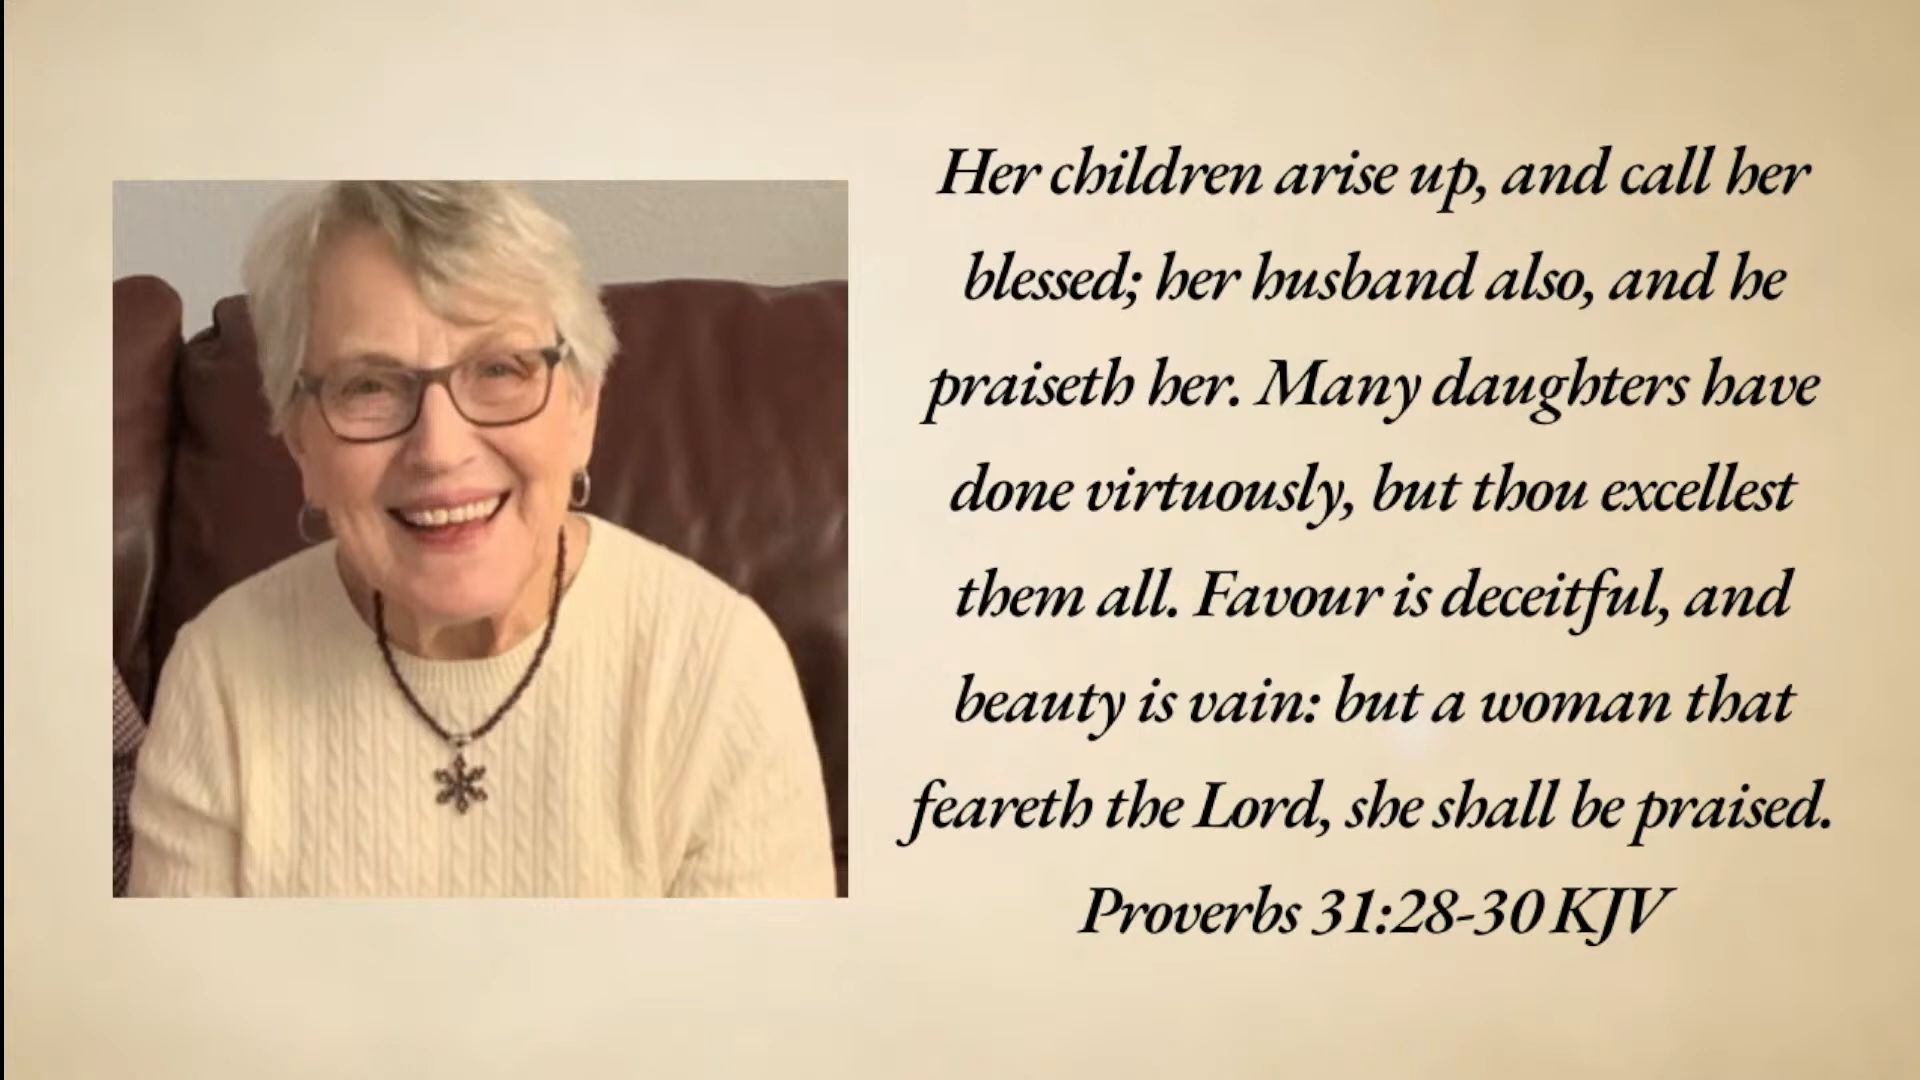 Her children arise up, and call her
blessed; her husband also, and he
praiseth her. Many daughters have
done virtuously, but thou excellest
them all. Favour is deceitful, and
beauty is vain: but a woman that
feareth the Lord, she shall be praised.
Proverbs 31:28-30 KJV